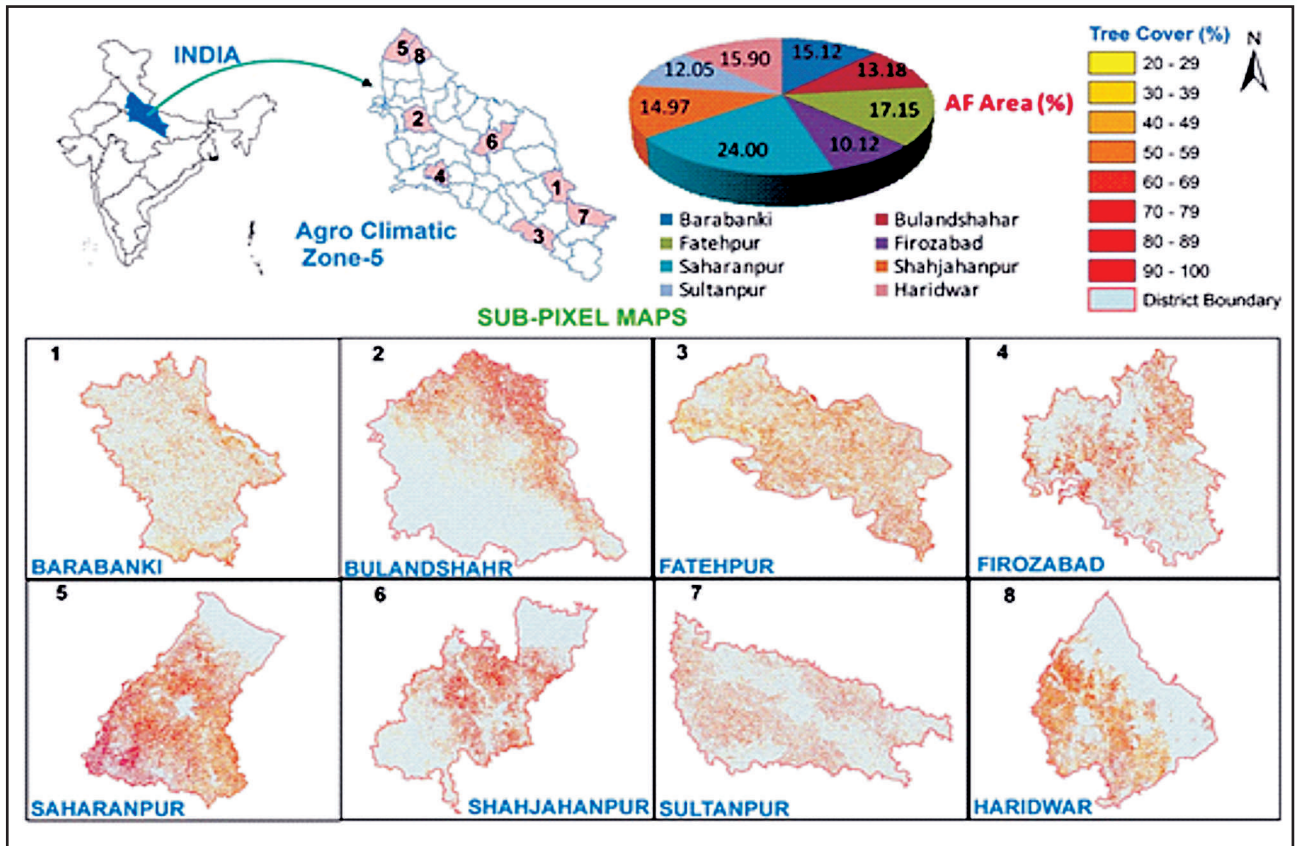 INDIA
5
8
2
6
4
1
7
3
Agro Climatic
Zone-5
15.90
15.12
12.05
13.18
14.97
17.15
24.00
10.12
AF Area (%)
Barabanki
Bulandshahar
Fatehpur
Firozabad
Saharanpur
Shahjahanpur
Sultanpur
Haridwar
Tree Cover (%)
20 - 29
30 - 39
40 - 49
50 - 59
60 - 69
70 - 79
80 - 89
90 - 100
District Boundary
N
SUB-PIXEL MAPS
1
BARABANKI
2
BULANDSHAHR
3
FATEHPUR
4
FIROZABAD
5
SAHARANPUR
6
SHAHJAHANPUR
7
SULTANPUR
8
HARIDWAR